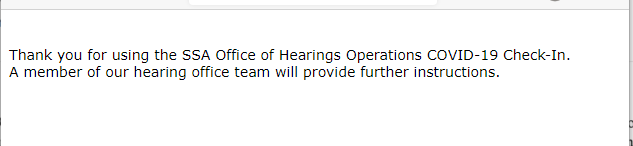 Thank you for using the SSA Office of Hearings Operations COVID-19 Check-In.
A member of our hearing office team will provide further instructions.